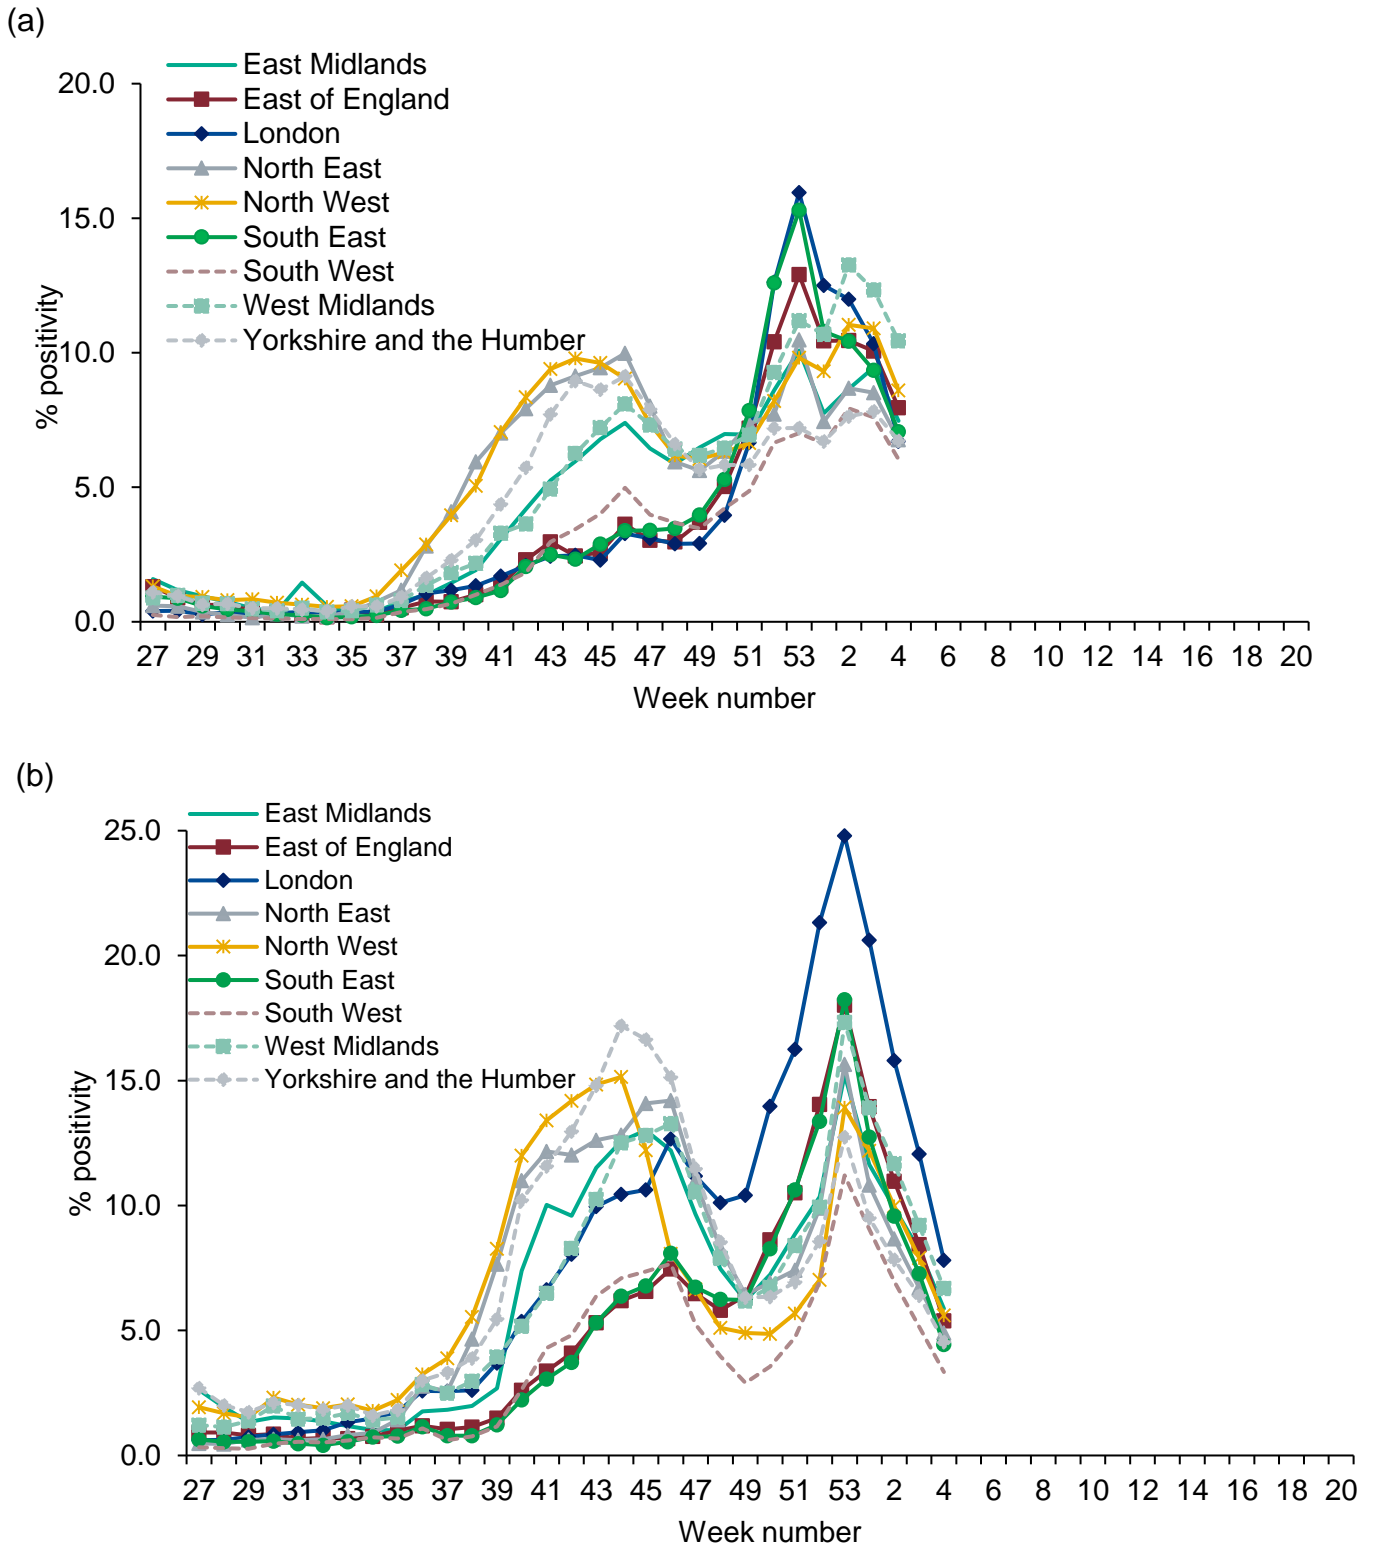 (a)
East Midlands
East of England
London
North East
North West
South East
South West
West Midlands
Yorkshire and the Humber
20.0
15.0
10.0
5.0
0.0
% positivity
27 29 31 33 35 37 39 41 43 45 47 49 51 53 2 4 6 8 10 12 14 16 18 20
Week number
(b)
East Midlands
East of England
London
North East
North West
South East
South West
West Midlands
Yorkshire and the Humber
25.0
20.0
15.0
10.0
5.0
0.0
% positivity
27 29 31 33 35 37 39 41 43 45 47 49 51 53 2 4 6 8 10 12 14 16 18 20
Week number